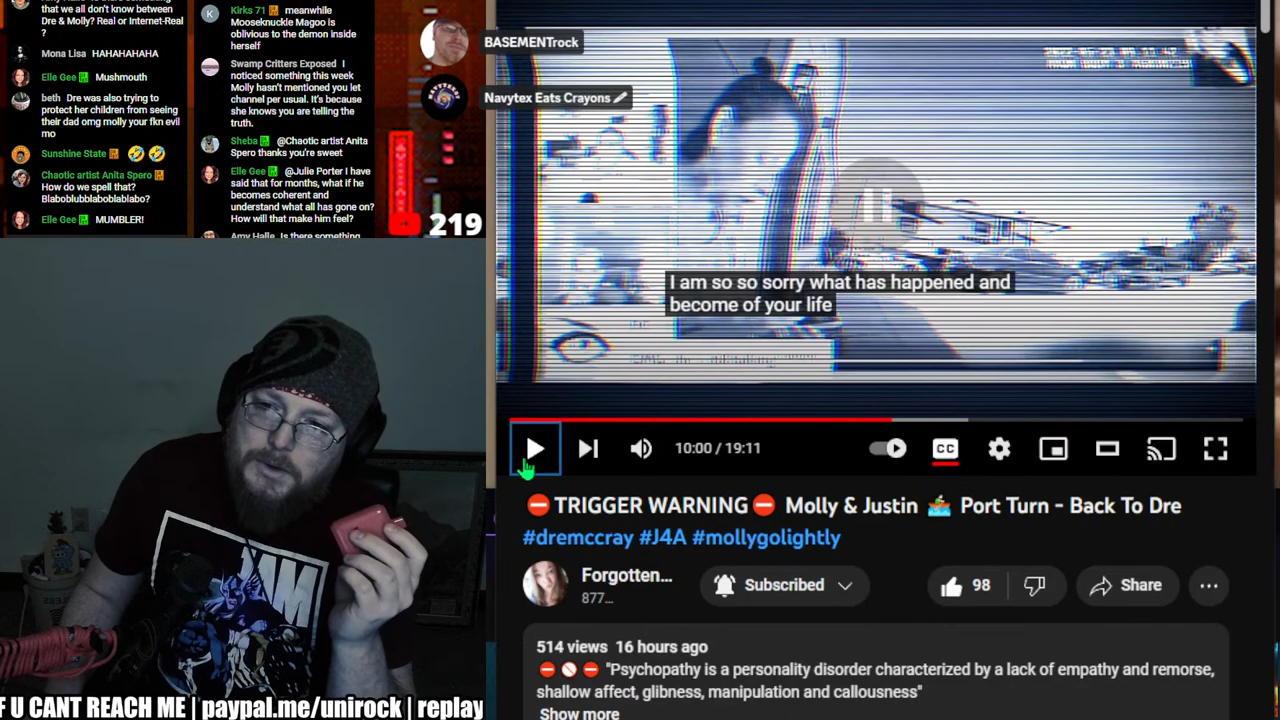 that we all don't know between
Dre & Molly? Real or Internet-Real
?
Mona Lisa HAHAHAHAHA
Elle Gee Mushmouth
beth Dre was also trying to
protect her children from seeing
their dad omg molly your fkn evil
mo
Sunshine State 🤣 🤣
Chaotic artist Anita Spero
How do we spell that?
Blaboblubblaboblablabo?
Elle Gee MUMBLER!
Kirks 71 meanwhile
Mooseknuckle Magoo is
oblivious to the demon inside
herself
Swamp Critters Exposed I
noticed something this week
Molly hasn't mentioned you let
channel per usual. It's because
she knows you are telling the
truth.
Sheba @Chaotic artist Anita
Spero thanks you're sweet
Elle Gee @Julie Porter I have
said that for months, what if he
becomes coherent and
understand what all has gone on?
How will that make him feel?
Amy Halle Is there something
219
BASEMENTrock
Navytex Eats Crayons
I am so so sorry what has happened and
become of your life
10:00 / 19:11
CC
⛔TRIGGER WARNING⛔ Molly & Justin 🚣 Port Turn - Back To Dre
#dremccray #J4A #mollygolightly
Forgotten...
877...
Subscribed
98
Share
514 views 16 hours ago
⛔ 🚫 ⛔ "Psychopathy is a personality disorder characterized by a lack of empathy and remorse,
shallow affect, glibness, manipulation and callousness"
Show more
F U CANT REACH ME | paypal.me/unirock | replay